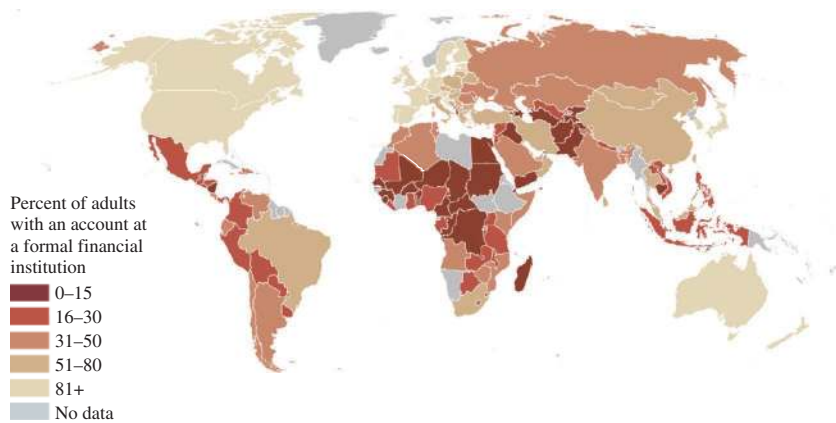 Percent of adults
with an account at
a formal financial
institution
0–15
16–30
31–50
51–80
81+
No data